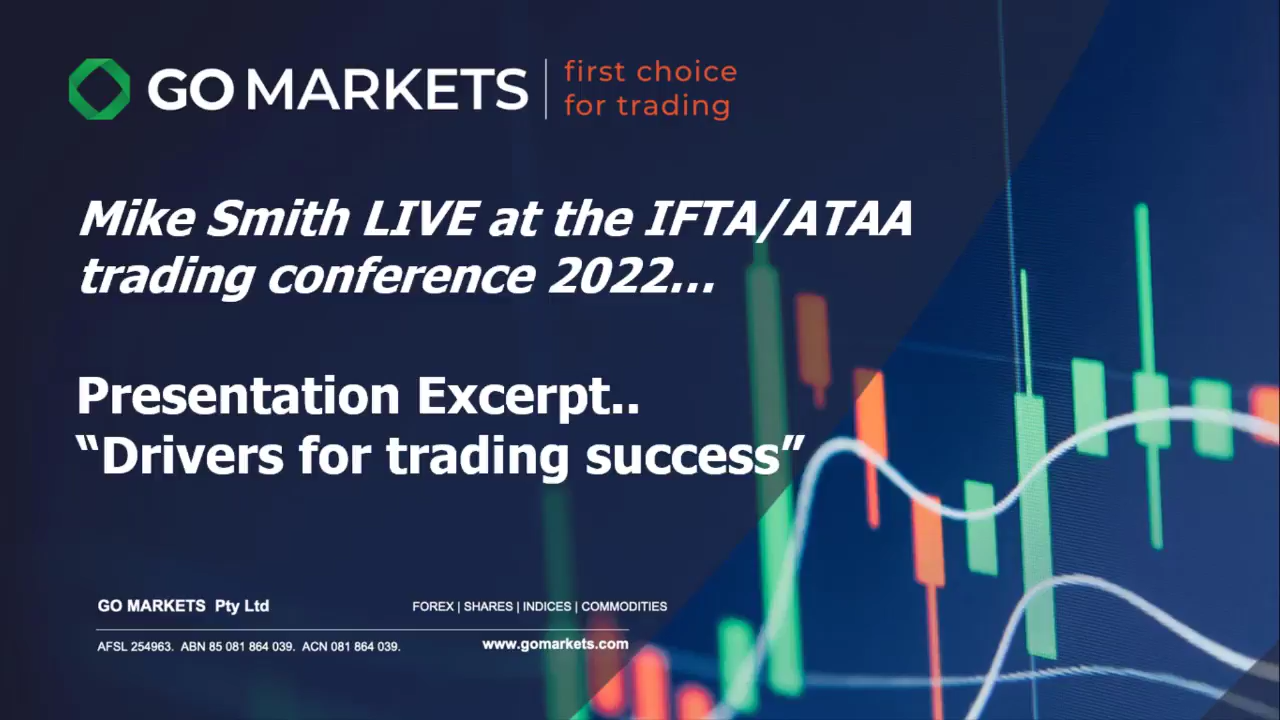 GO MARKETS
first choice
for trading
Mike Smith LIVE at the IFTA/ATAA
trading conference 2022...
Presentation Excerpt..
“Drivers for trading success”
GO MARKETS Pty Ltd
FOREX | SHARES | INDICES | COMMODITIES
AFSL 254963. ABN 85 081 864 039. ACN 081 864 039.
www.gomarkets.com